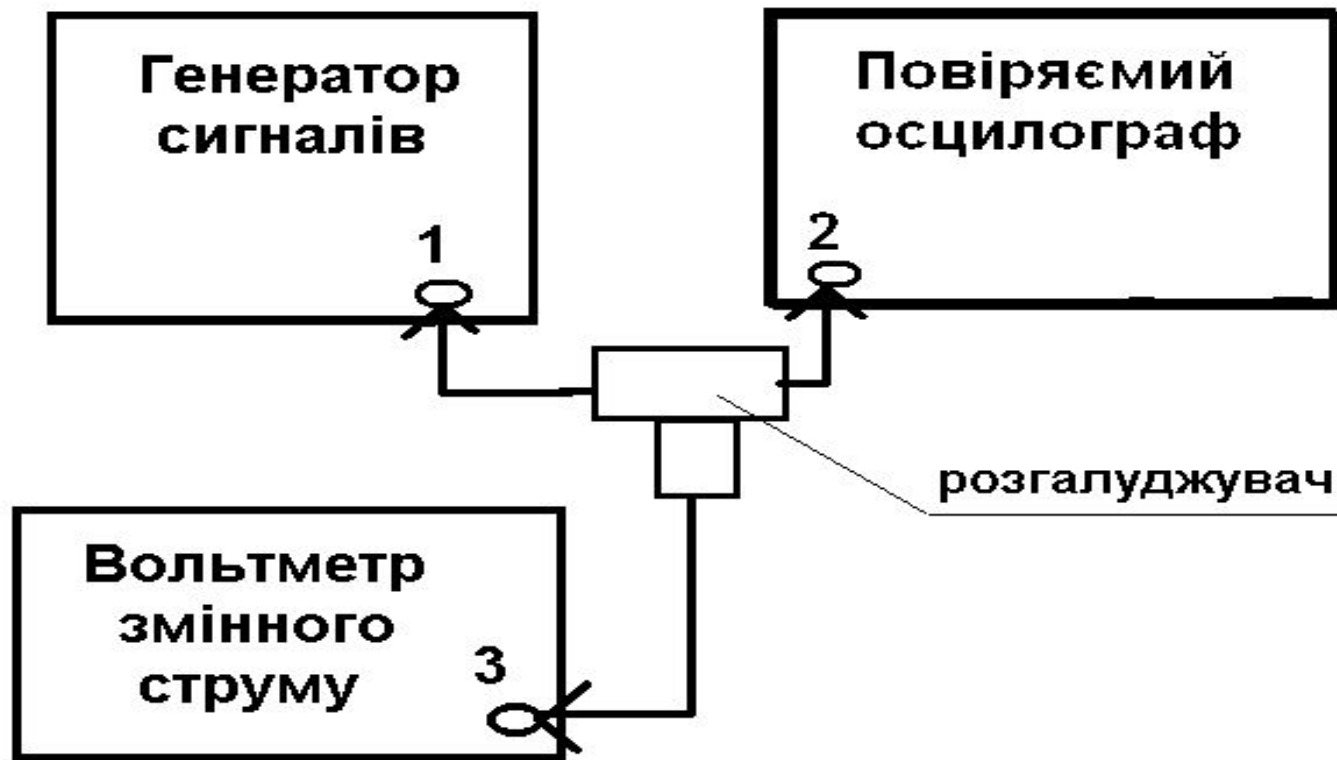 Генератор
сигналів
1
Повіряємий
осцилограф
2
розгалуджувач
Вольтметр
змінного
струму
3